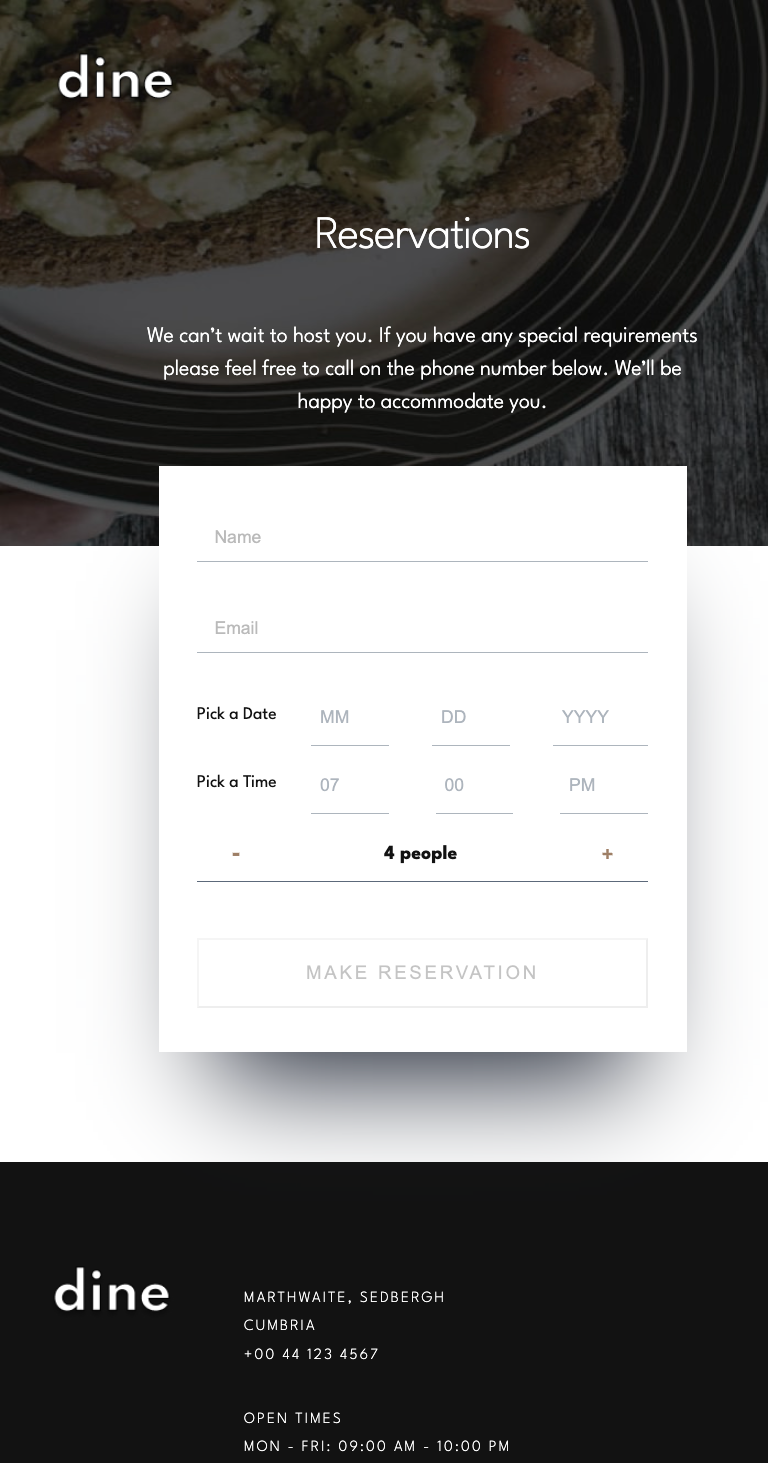 dine
Reservations
We can’t wait to host you. If you have any special requirements
please feel free to call on the phone number below. We’ll be
happy to accommodate you.
Name
Email
Pick a Date MM DD YYYY
Pick a Time 07 00 PM
- 4 people +
MAKE RESERVATION
dine
MARTHWAITE, SEDBERGH
CUMBRIA
+00 44 123 4567
OPEN TIMES
MON - FRI: 09:00 AM - 10:00 PM